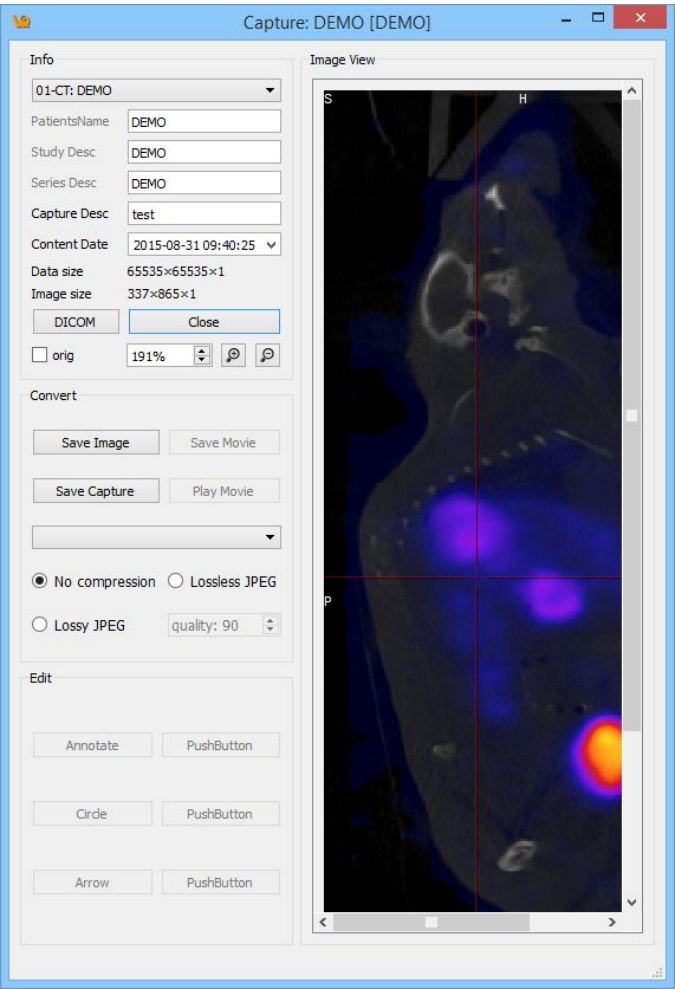 Capture: DEMO [DEMO]
Info
01-CT: DEMO
PatientsName DEMO
Study Desc DEMO
Series Desc DEMO
Capture Desc test
Content Date 2015-08-31 09:40:25
Data size 65535×65535×1
Image size 337×865×1
DICOM Close
orig 191%
Convert
Save Image Save Movie
Save Capture Play Movie
No compression Lossless JPEG
Lossy JPEG quality: 90
Edit
Annotate PushButton
Circle PushButton
Arrow PushButton
Image View
S H
P